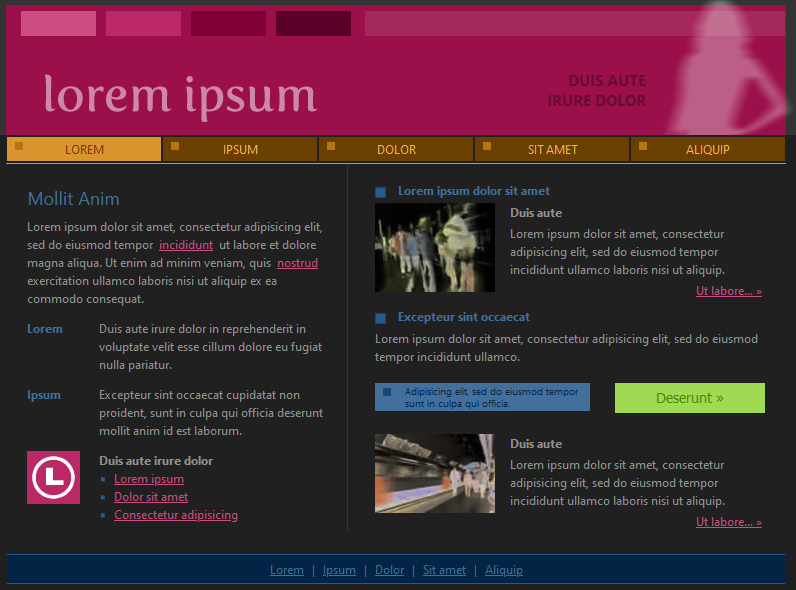 lorem ipsum
DUIS AUTE
IRURE DOLOR
LOREM
IPSUM
DOLOR
SIT AMET
ALIQUIP
Mollit Anim
Lorem ipsum dolor sit amet, consectetur adipisicing elit,
sed do eiusmod tempor incididunt ut labore et dolore
magna aliqua. Ut enim ad minim veniam, quis nostrud
exercitation ullamco laboris nisi ut aliquip ex ea
commodo consequat.
Lorem
Duis aute irure dolor in reprehenderit in
voluptate velit esse cillum dolore eu fugiat
nulla pariatur.
Ipsum
Excepteur sint occaecat cupidatat non
proident, sunt in culpa qui officia deserunt
mollit anim id est laborum.
L
Duis aute irure dolor
Lorem ipsum
Dolor sit amet
Consectetur adipisicing
Lorem ipsum dolor sit amet
Duis aute
Lorem ipsum dolor sit amet, consectetur
adipisicing elit, sed do eiusmod tempor
incididunt ullamco laboris nisi ut aliquip.
Ut labore... »
Excepteur sint occaecat
Lorem ipsum dolor sit amet, consectetur adipisicing elit, sed do eiusmod
tempor incididunt ullamco.
Adipisicing elit, sed do eiusmod tempor
sunt in culpa qui officia.
Deserunt »
Duis aute
Lorem ipsum dolor sit amet, consectetur
adipisicing elit, sed do eiusmod tempor
incididunt ullamco laboris nisi ut aliquip.
Ut labore... »
Lorem | Ipsum | Dolor | Sit amet | Aliquip